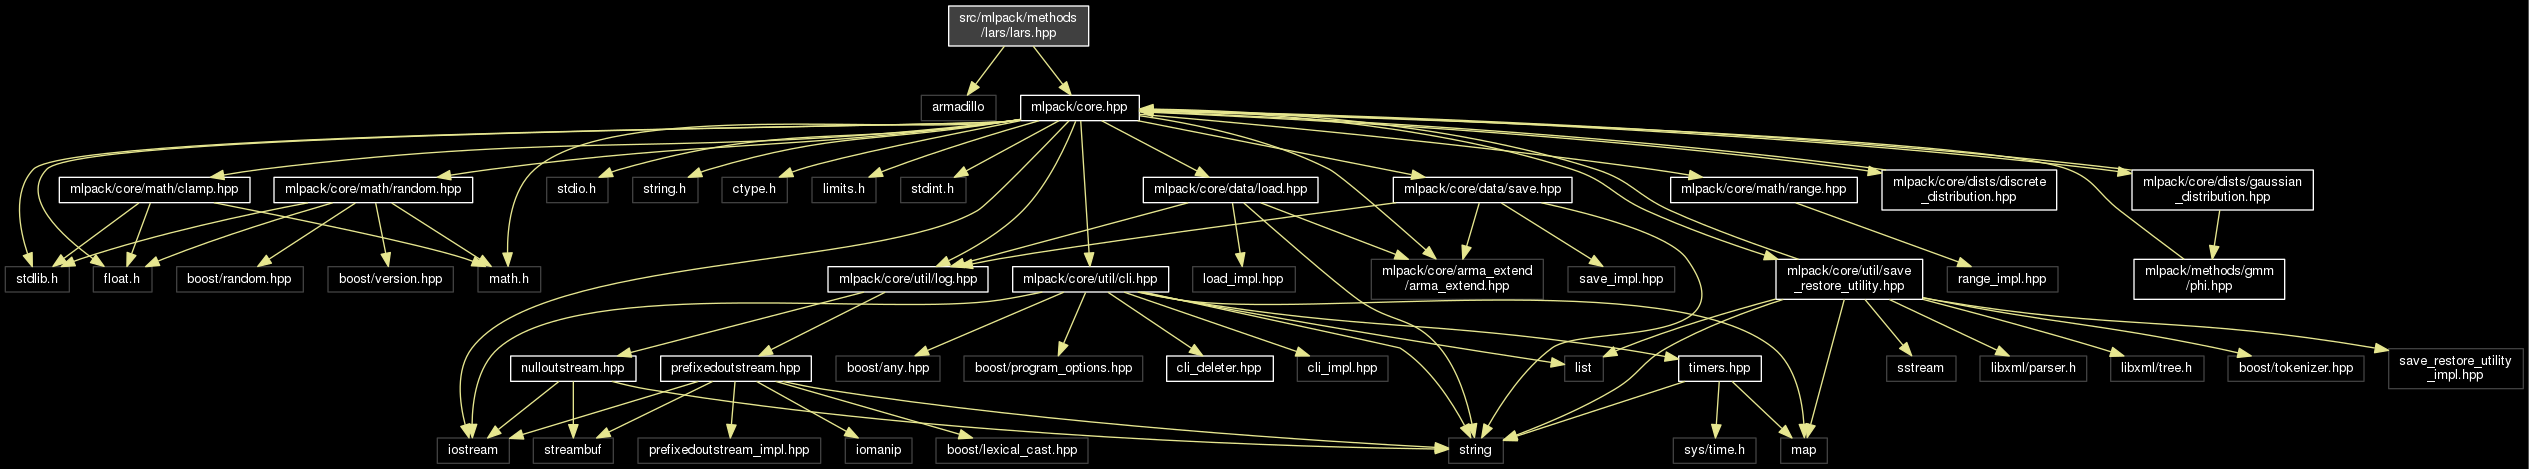 src/mlpack/methods
/lars/lars.hpp
armadillo
mlpack/core.hpp
mlpack/core/math/clamp.hpp
mlpack/core/math/random.hpp
stdio.h
string.h
ctype.h
limits.h
stdint.h
mlpack/core/data/load.hpp
mlpack/core/data/save.hpp
mlpack/core/math/range.hpp
mlpack/core/dists/discrete
_distribution.hpp
mlpack/core/dists/gaussian
_distribution.hpp
stdlib.h
float.h
boost/random.hpp
boost/version.hpp
math.h
mlpack/core/util/log.hpp
mlpack/core/util/cli.hpp
load_impl.hpp
mlpack/core/arma_extend
/arma_extend.hpp
save_impl.hpp
mlpack/core/util/save
_restore_utility.hpp
range_impl.hpp
mlpack/methods/gmm
/phi.hpp
nulloutstream.hpp
prefixedoutstream.hpp
boost/any.hpp
boost/program_options.hpp
cli_deleter.hpp
cli_impl.hpp
list
timers.hpp
sstream
libxml/parser.h
libxml/tree.h
boost/tokenizer.hpp
save_restore_utility
_impl.hpp
iostream
streambuf
prefixedoutstream_impl.hpp
iomanip
boost/lexical_cast.hpp
string
sys/time.h
map